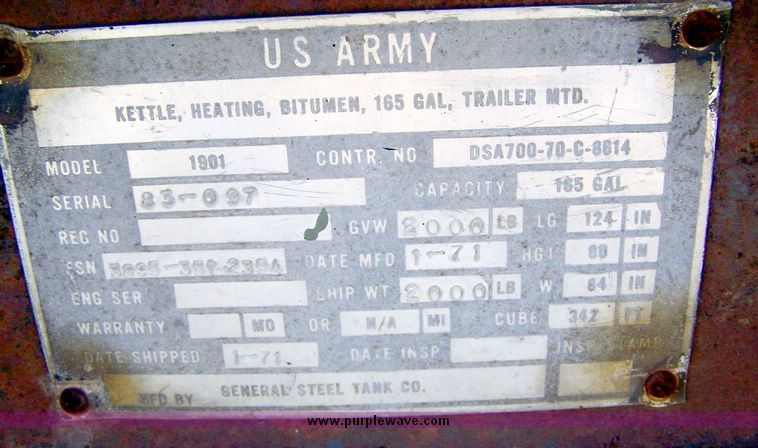 US ARMY
KETTLE, HEATING, BITUMEN, 165 GAL, TRAILER MTD.
MODEL 1901 CONTR. NO DSA700-70-C-8614
SERIAL 83-097 CAPACITY 165 GAL
REG NO GVW 2000 LB LG 124 IN
FSN DATE MFD 1-71 HGT IN
ENG SER SHIP WT 2000 LB W IN
WARRANTY MO OR N/A MI CUBE 342 FT
DATE SHIPPED 1-71 DATE INSP INSP STAMP
MFD BY GENERAL STEEL TANK CO.
www.purplewave.com